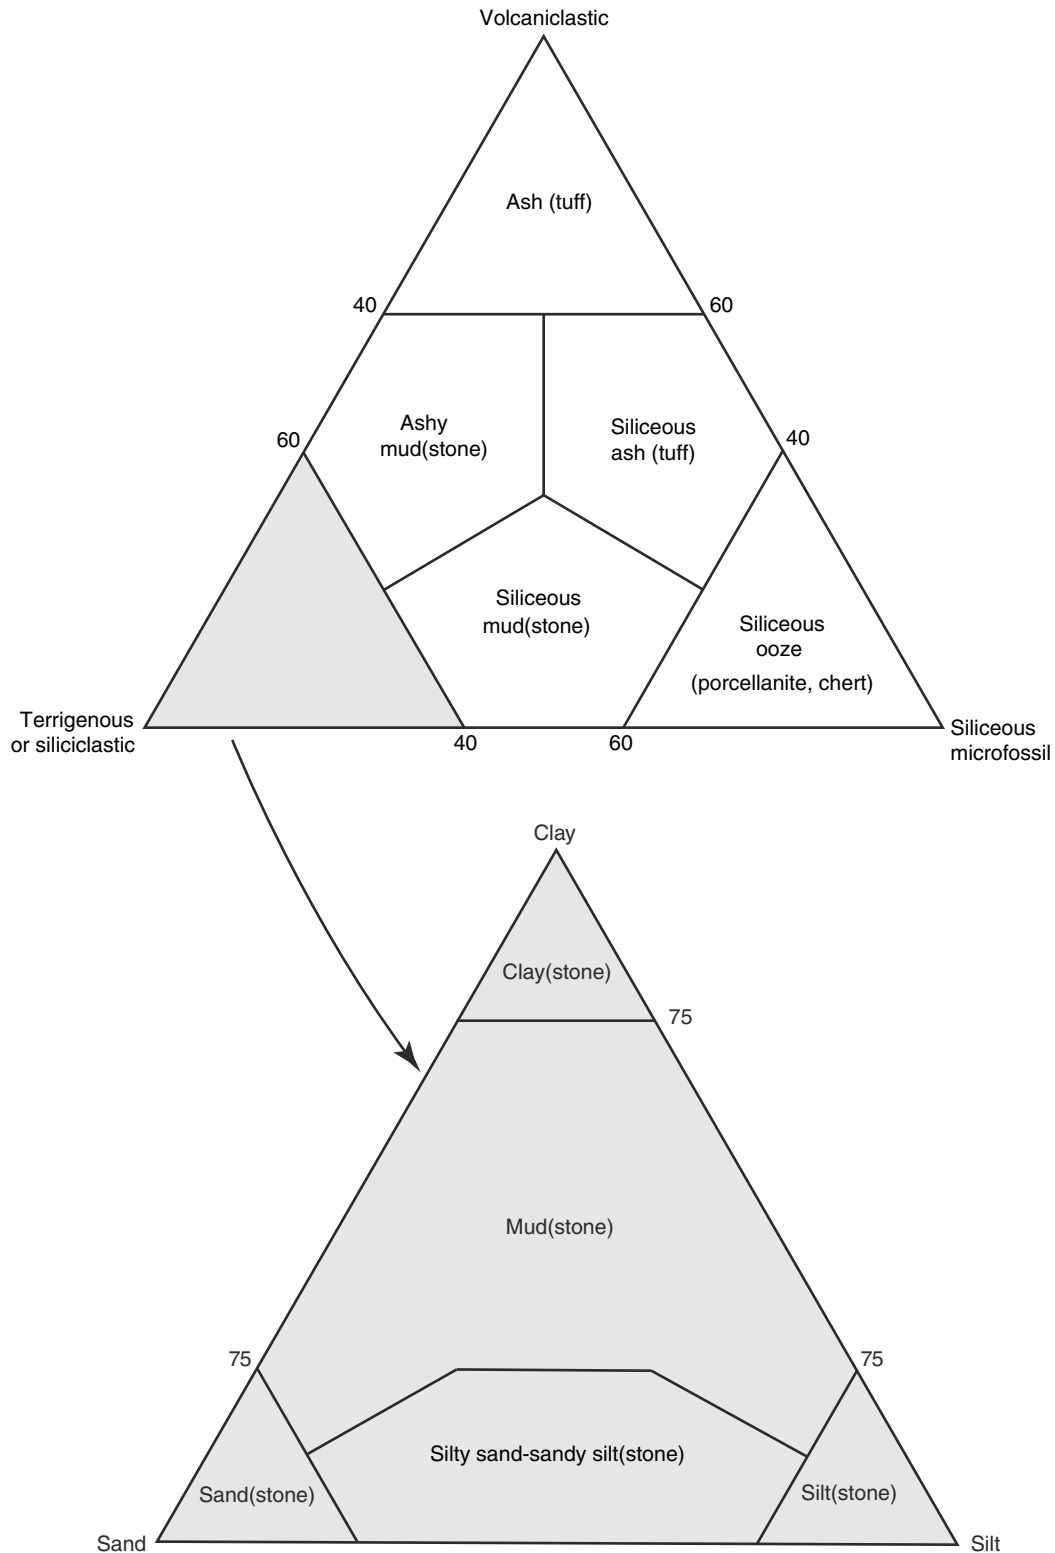 Volcaniclastic
Ash (tuff)
40
60
Ashy
mud(stone)
Siliceous
ash (tuff)
60
40
Siliceous
mud(stone)
Siliceous
ooze
(porcellanite, chert)
Terrigenous
or siliciclastic
40
60
Siliceous
microfossil
Clay
Clay(stone)
75
Mud(stone)
75
75
Silty sand-sandy silt(stone)
Sand(stone)
Silt(stone)
Sand
Silt